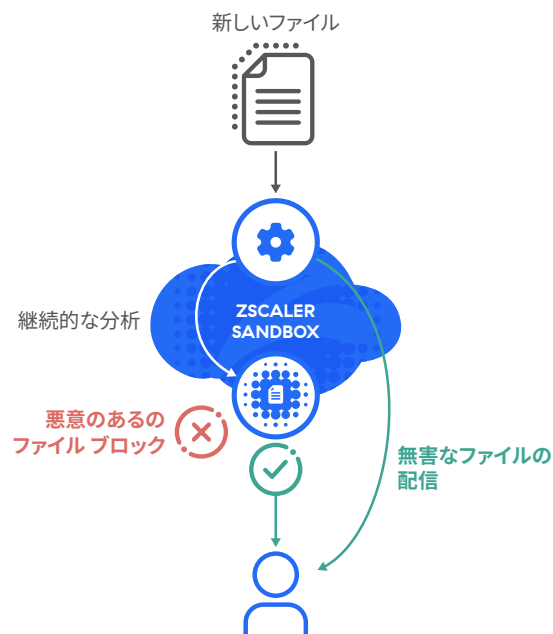 新しいファイル
ZSCALER
SANDBOX
継続的な分析
悪意のあるの
ファイル ブロック
無害なファイルの
配信